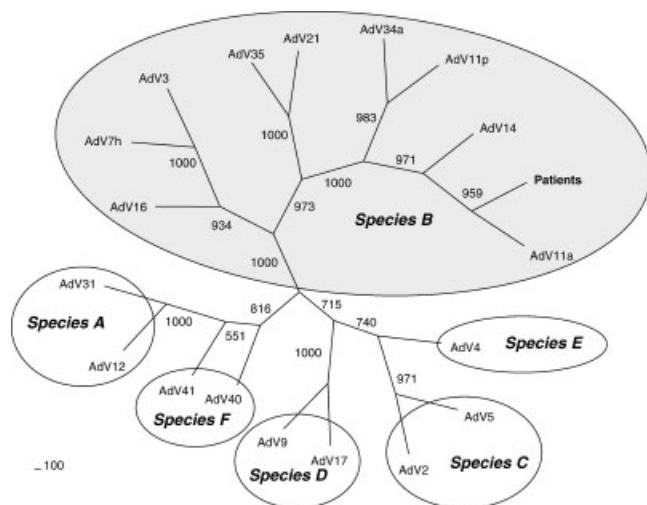 AdV34a
AdV21
AdV35
AdV11p
AdV3
983
AdV14
AdV7h
1000
971
1000
1000
Patients
959
AdV16
973
Species B
934
AdV11a
1000
AdV31
816
715
Species A
1000
551
740
Species E
AdV4
AdV12
1000
971
AdV41
AdV40
AdV5
Species F
AdV9
AdV17
AdV2
Species C
Species D
100